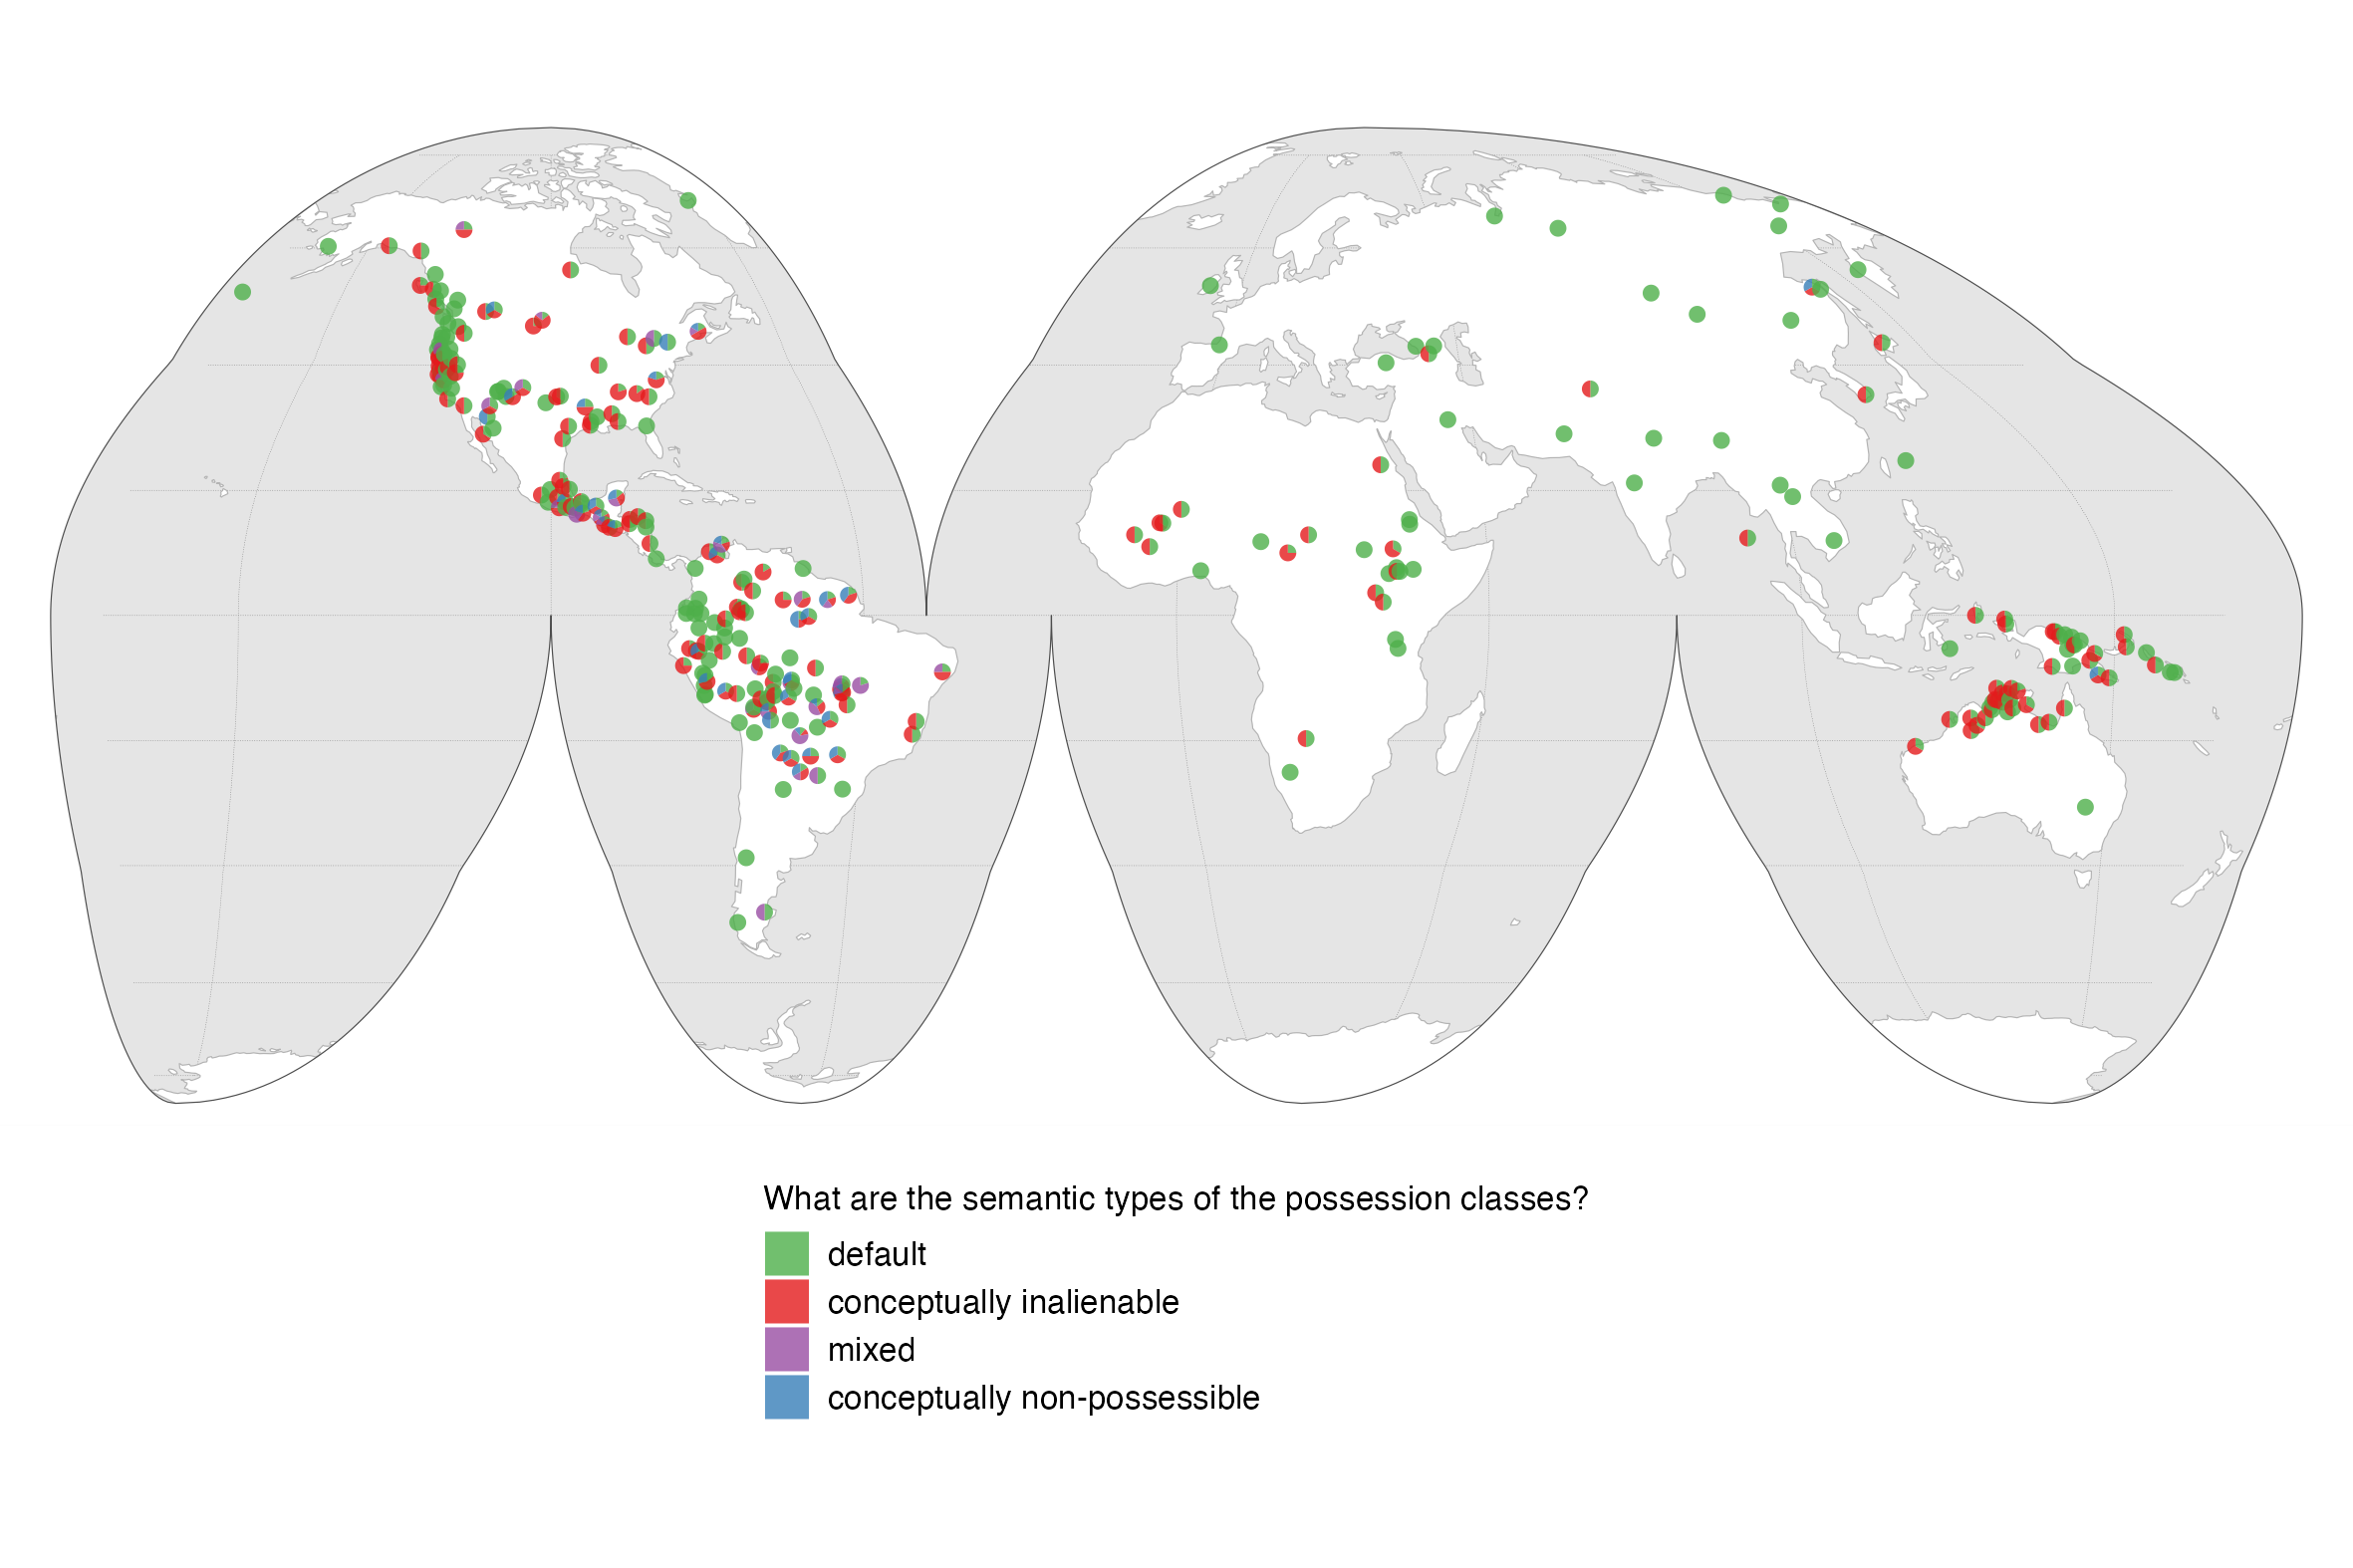 What are the semantic types of the possession classes?
default
conceptually inalienable
mixed
conceptually non-possessible